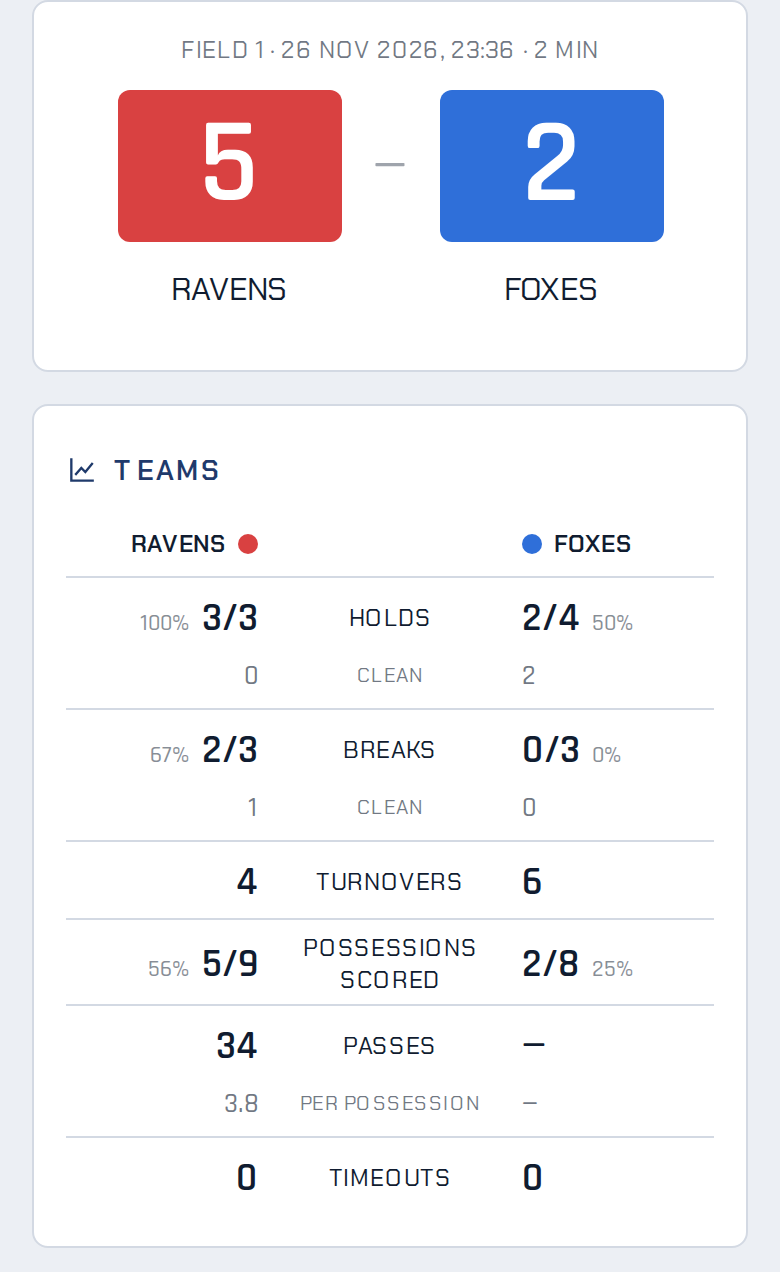 FIELD 1 · 26 NOV 2026, 23:36 · 2 MIN
5 – 2
RAVENS FOXES
TEAMS
RAVENS FOXES
100% 3/3 HOLDS 2/4 50%
0 CLEAN 2
67% 2/3 BREAKS 0/3 0%
1 CLEAN 0
4 TURNOVERS 6
POSSESSIONS
56% 5/9 SCORED 2/8 25%
34 PASSES –
3.8 PER POSSESSION –
0 TIMEOUTS 0